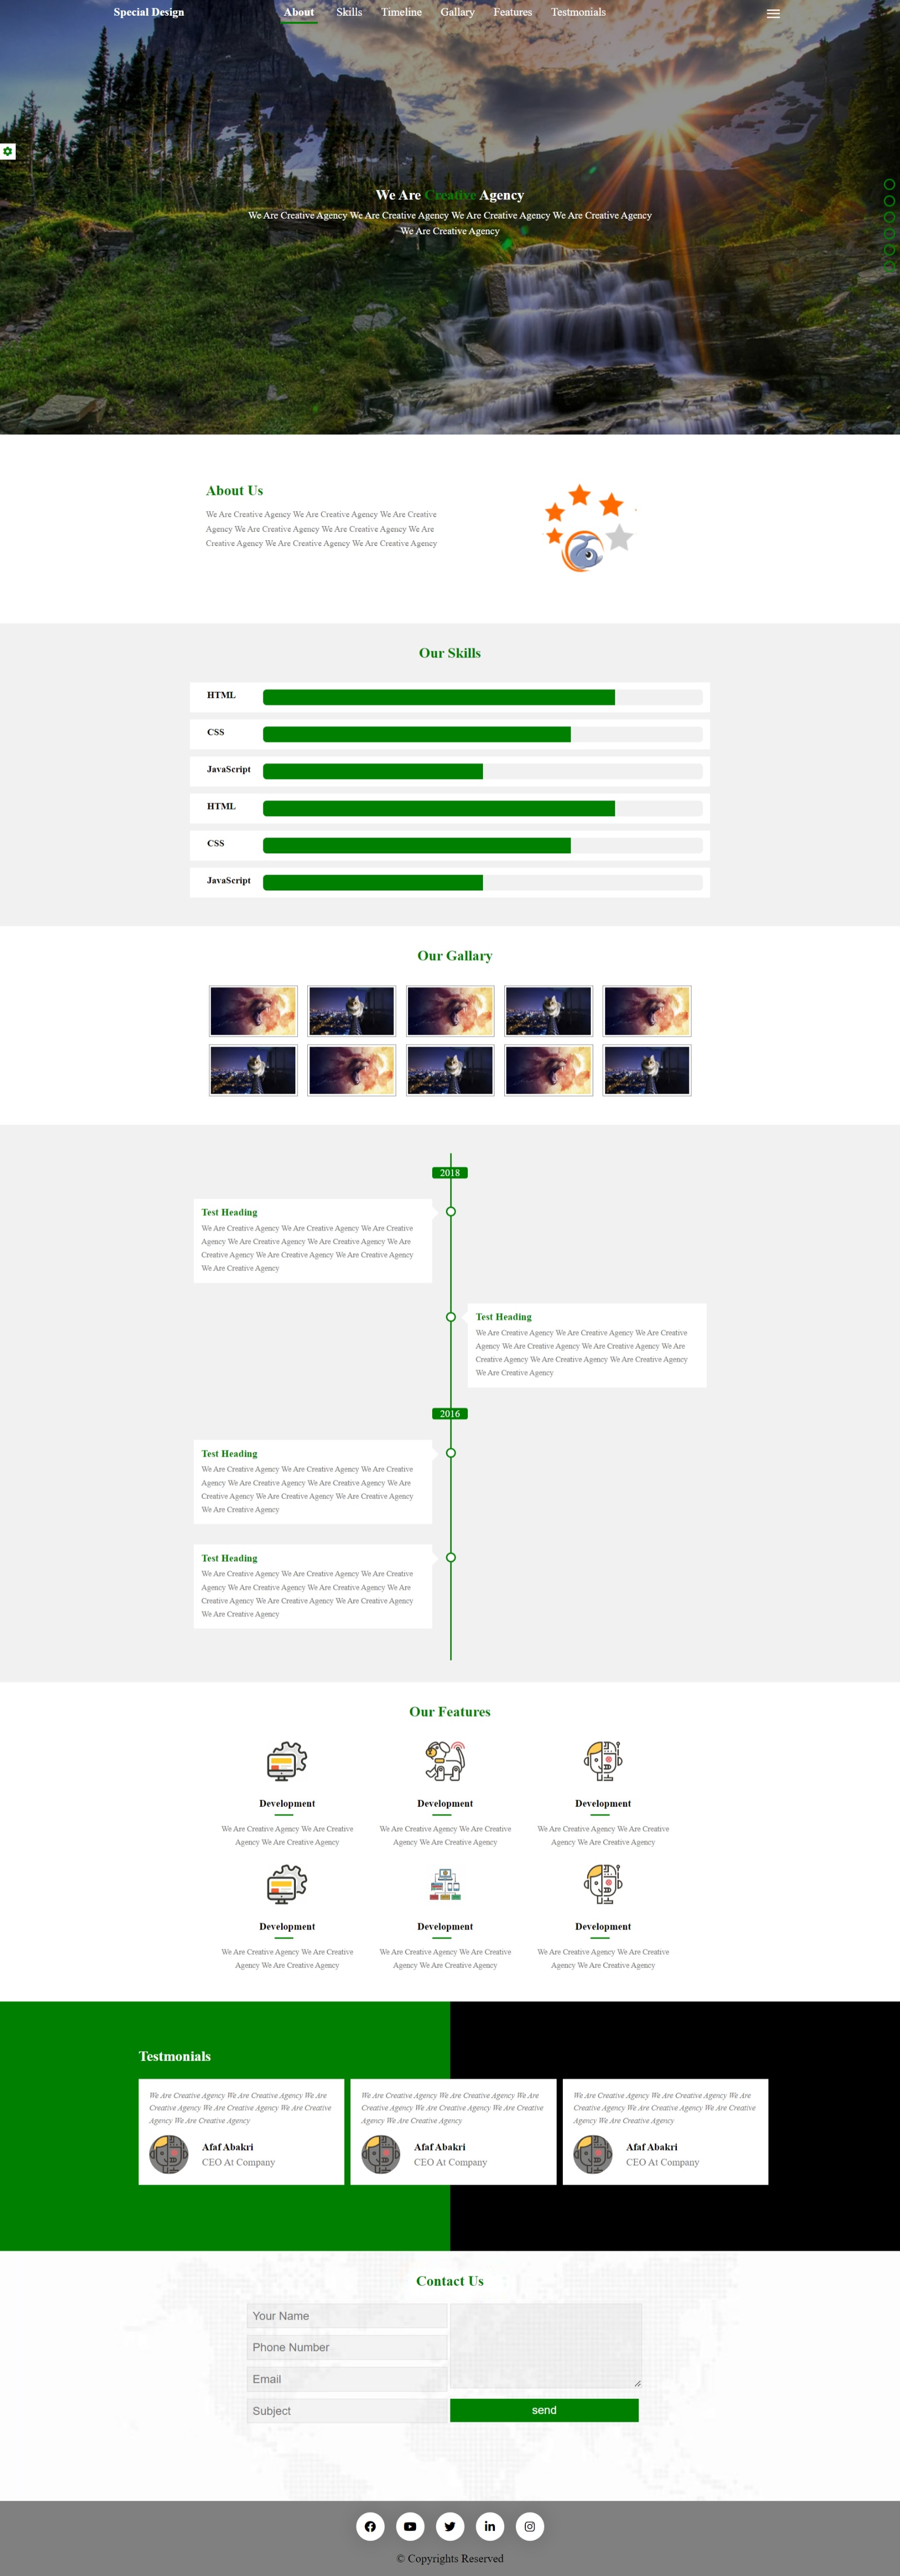 Special Design
About Skills Timeline Gallary Features Testmonials
We Are Creative Agency
We Are Creative Agency We Are Creative Agency We Are Creative Agency We Are Creative Agency
We Are Creative Agency
About Us
We Are Creative Agency We Are Creative Agency We Are Creative
Agency We Are Creative Agency We Are Creative Agency We Are
Creative Agency We Are Creative Agency We Are Creative Agency
Our Skills
HTML
CSS
JavaScript
HTML
CSS
JavaScript
Our Gallary
2018
Test Heading
We Are Creative Agency We Are Creative Agency We Are Creative
Agency We Are Creative Agency We Are Creative Agency We Are
Creative Agency We Are Creative Agency We Are Creative Agency
We Are Creative Agency
Test Heading
We Are Creative Agency We Are Creative Agency We Are Creative
Agency We Are Creative Agency We Are Creative Agency We Are
Creative Agency We Are Creative Agency We Are Creative Agency
We Are Creative Agency
2016
Test Heading
We Are Creative Agency We Are Creative Agency We Are Creative
Agency We Are Creative Agency We Are Creative Agency We Are
Creative Agency We Are Creative Agency We Are Creative Agency
We Are Creative Agency
Test Heading
We Are Creative Agency We Are Creative Agency We Are Creative
Agency We Are Creative Agency We Are Creative Agency We Are
Creative Agency We Are Creative Agency We Are Creative Agency
We Are Creative Agency
Our Features
Development
We Are Creative Agency We Are Creative
Agency We Are Creative Agency
Development
We Are Creative Agency We Are Creative
Agency We Are Creative Agency
Development
We Are Creative Agency We Are Creative
Agency We Are Creative Agency
Development
We Are Creative Agency We Are Creative
Agency We Are Creative Agency
Development
We Are Creative Agency We Are Creative
Agency We Are Creative Agency
Development
We Are Creative Agency We Are Creative
Agency We Are Creative Agency
Testmonials
We Are Creative Agency We Are Creative Agency We Are
Creative Agency We Are Creative Agency We Are Creative
Agency We Are Creative Agency
Afaf Abakri
CEO At Company
We Are Creative Agency We Are Creative Agency We Are
Creative Agency We Are Creative Agency We Are Creative
Agency We Are Creative Agency
Afaf Abakri
CEO At Company
We Are Creative Agency We Are Creative Agency We Are
Creative Agency We Are Creative Agency We Are Creative
Agency We Are Creative Agency
Afaf Abakri
CEO At Company
Contact Us
Your Name
Phone Number
Email
Subject
send
© Copyrights Reserved